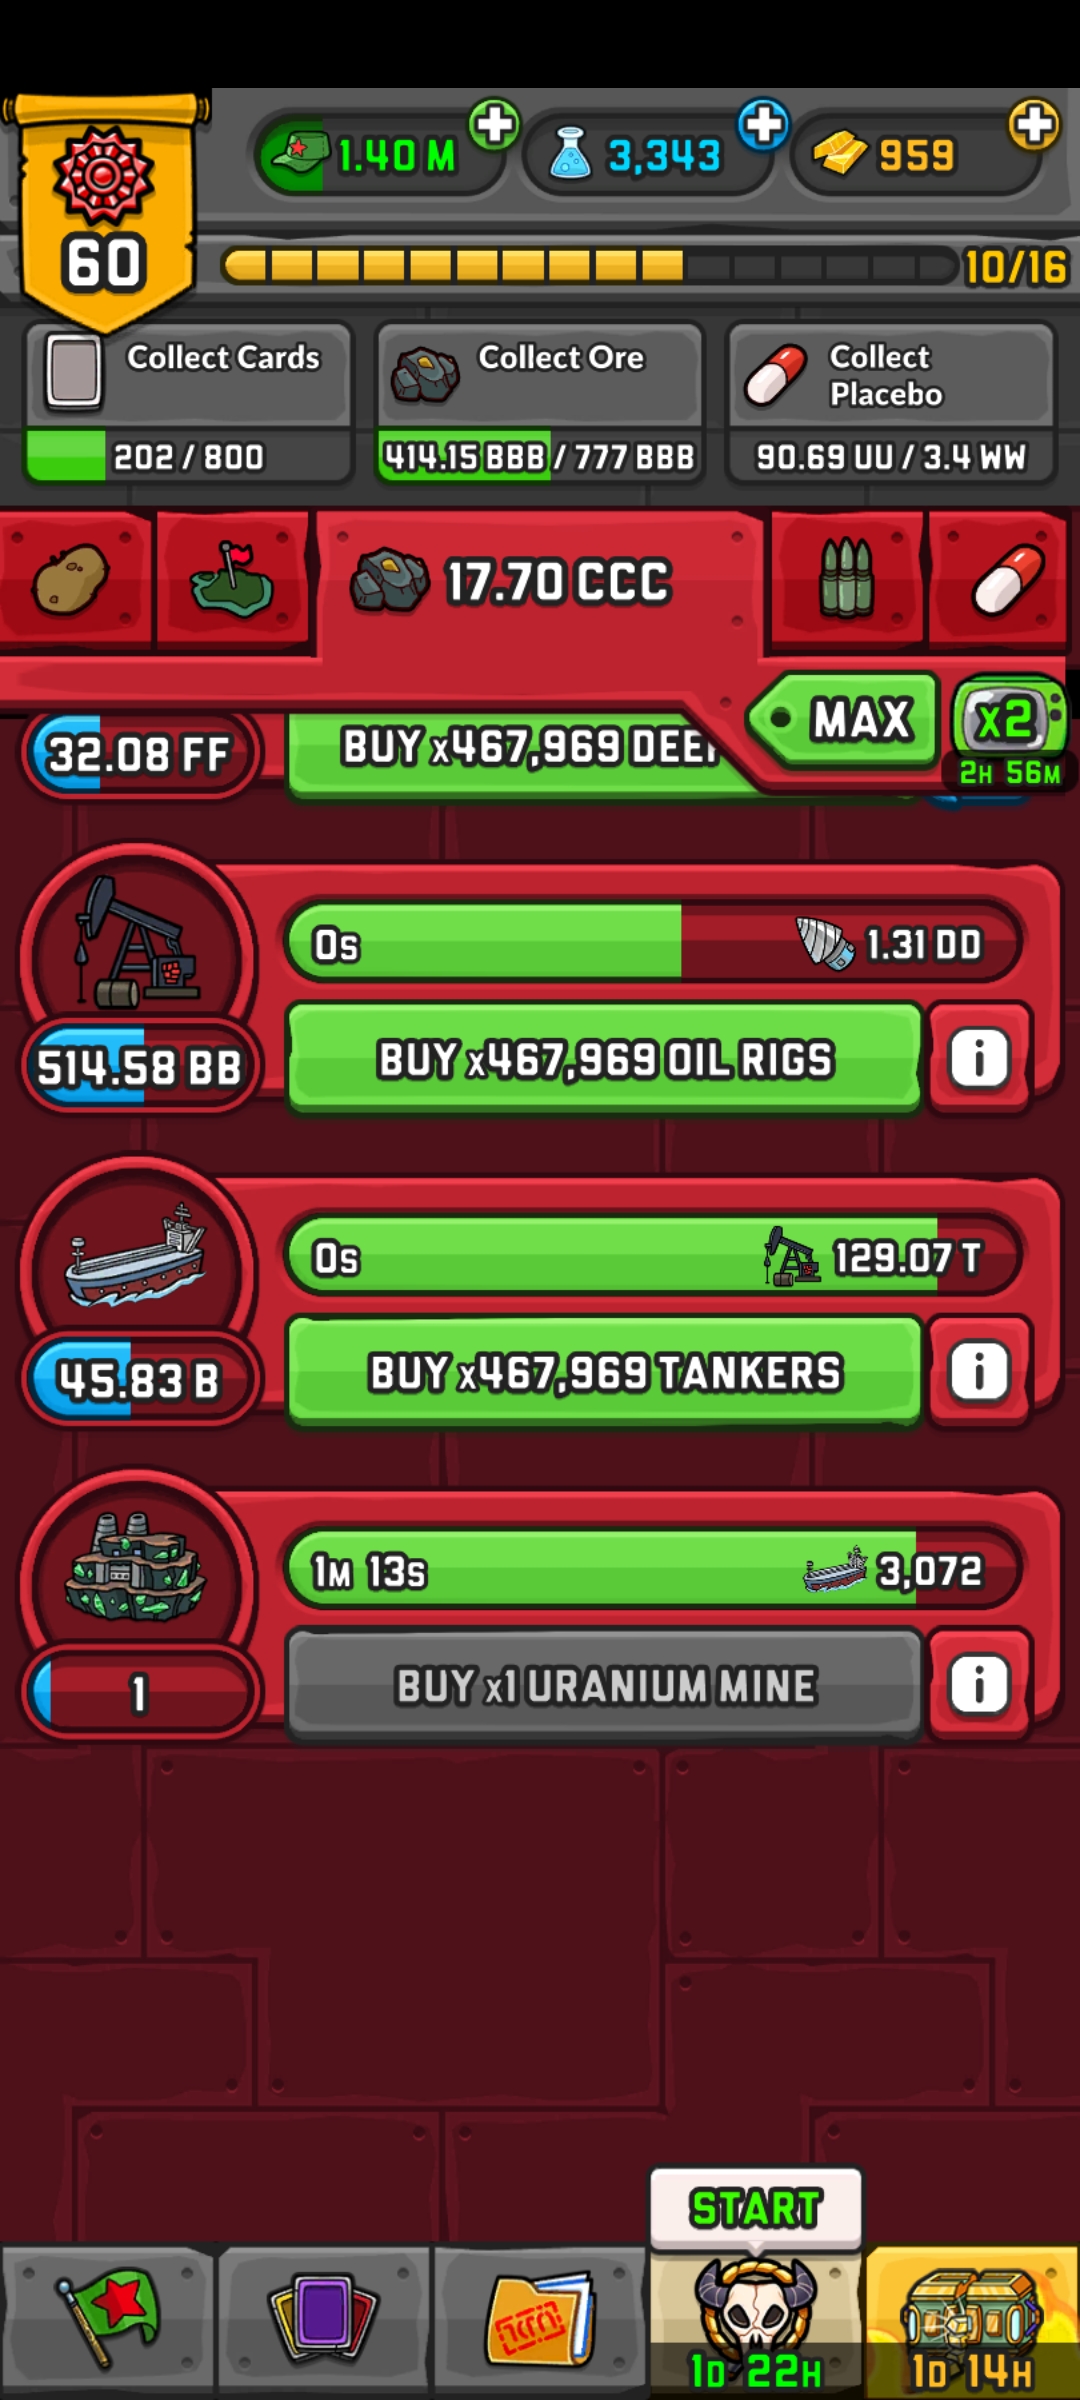 60
1.40 M
3,343
959
10/16
Collect Cards
202 / 800
Collect Ore
414.15 BBB / 777 BBB
Collect
Placebo
90.69 UU / 3.4 WW
17.70 CCC
MAX
x2
2H 56M
32.08 FF
BUY x467,969
0s
1.31 DD
514.58 BB
BUY x467,969 OIL RIGS
i
0s
129.07 T
45.83 B
BUY x467,969 TANKERS
i
1M 13s
3,072
1
BUY x1 URANIUM MINE
i
START
1D 22H
1D 14H